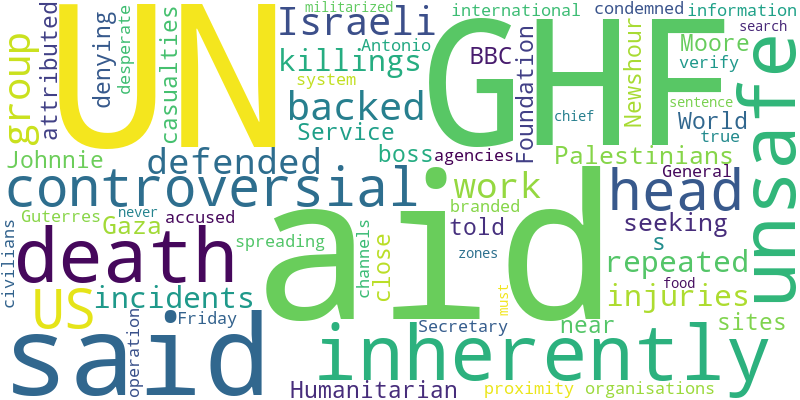 militarized
international condemned information
UN GHF
attributed denying desperate casualties Israeli
Antonio BBC Newshour Moore search
killings
group system Foundation verify unsafe
backed chief sentence
Service World true
Johnnie defended boss agencies Palestinians
controversial work head General
Guterres never accused branded
Gaza told seeking
civilians death aid spreading channels close zones s repeated
food
US incidents injuries
operation Friday must
said Secretary near sites
inherently
Humanitarian proximity organisations